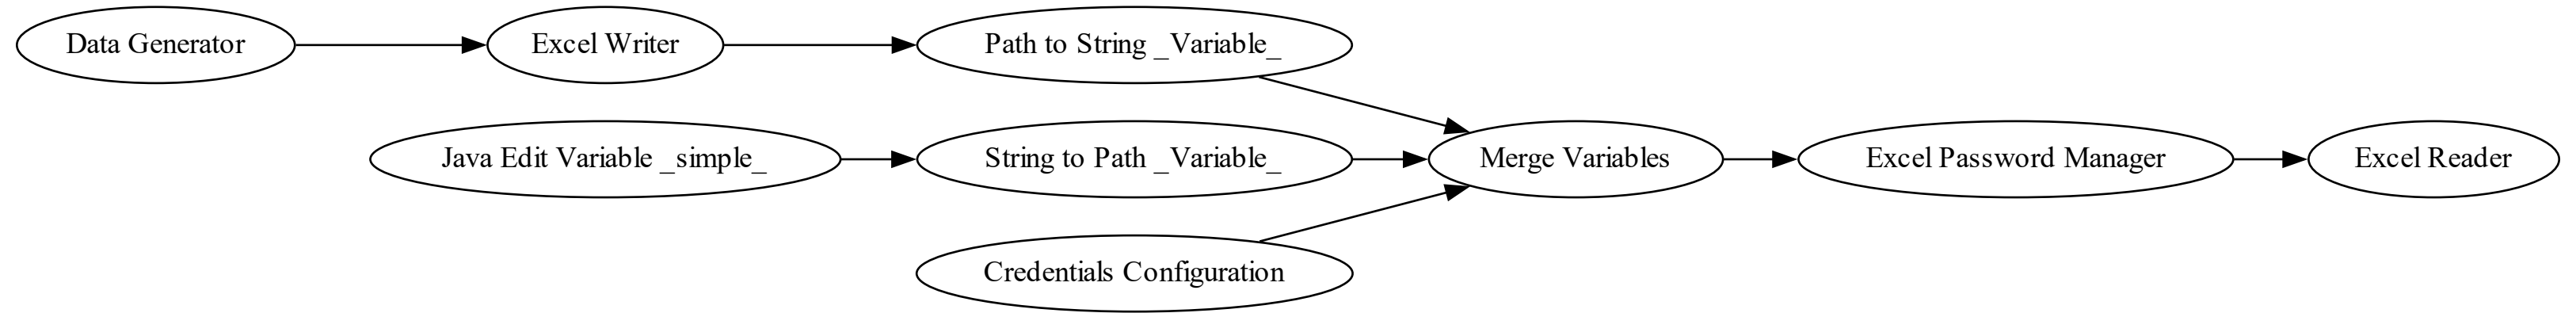 Data Generator
Excel Writer
Path to String _Variable_
Java Edit Variable _simple_
String to Path _Variable_
Merge Variables
Excel Password Manager
Excel Reader
Credentials Configuration